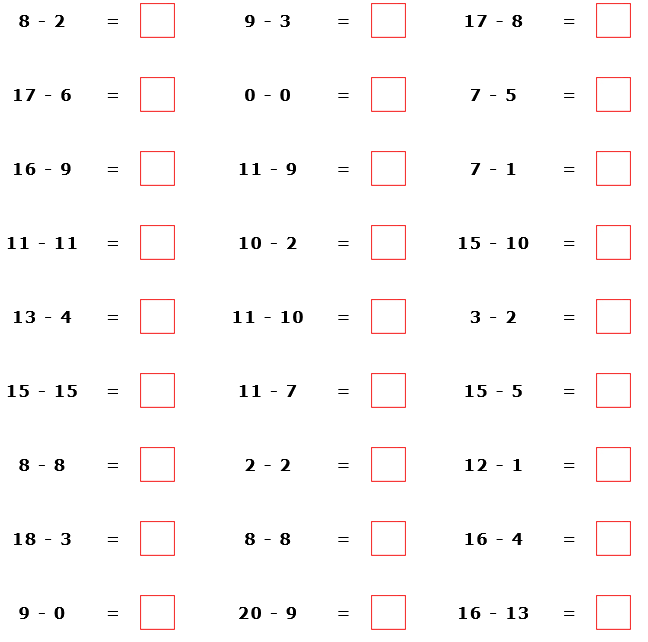 8 - 2 = 9 - 3 = 17 - 8 =
17 - 6 = 0 - 0 = 7 - 5 =
16 - 9 = 11 - 9 = 7 - 1 =
11 - 11 = 10 - 2 = 15 - 10 =
13 - 4 = 11 - 10 = 3 - 2 =
15 - 15 = 11 - 7 = 15 - 5 =
8 - 8 = 2 - 2 = 12 - 1 =
18 - 3 = 8 - 8 = 16 - 4 =
9 - 0 = 20 - 9 = 16 - 13 =